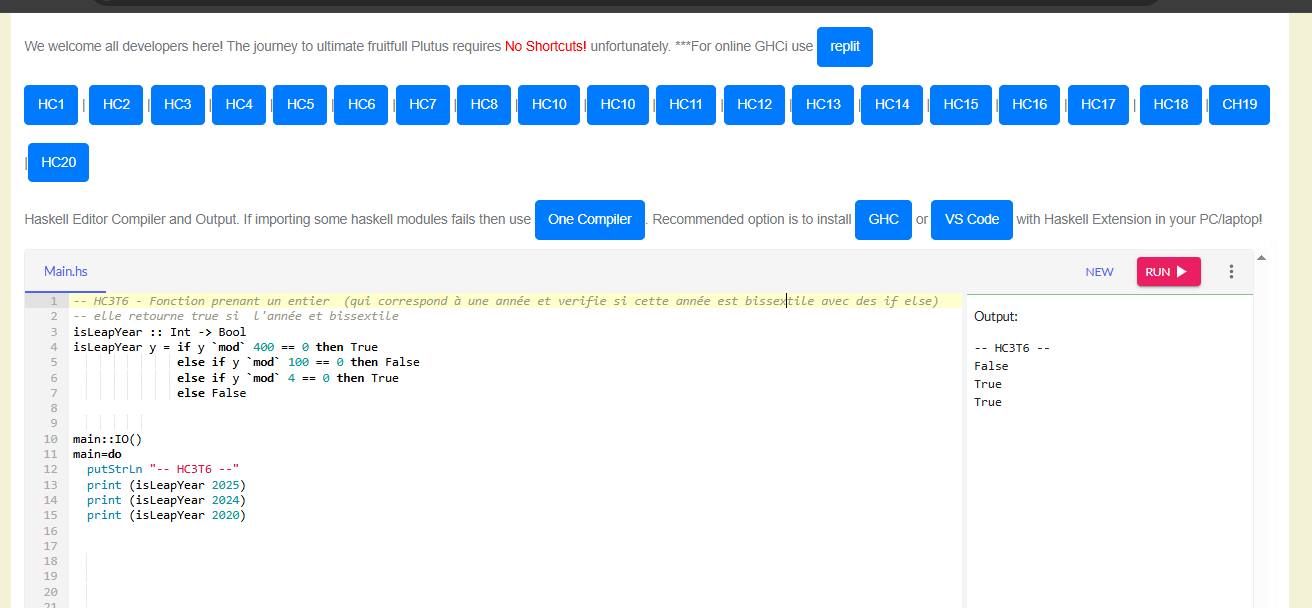 We welcome all developers here! The journey to ultimate fruitfull Plutus requires No Shortcuts! unfortunately. ***For online GHCi use replit
HC1 | HC2 | HC3 | HC4 | HC5 | HC6 | HC7 | HC8 | HC10 | HC10 | HC11 | HC12 | HC13 | HC14 | HC15 | HC16 | HC17 | HC18 | CH19
| HC20
Haskell Editor Compiler and Output. If importing some haskell modules fails then use One Compiler. Recommended option is to install GHC or VS Code with Haskell Extension in your PC/laptop!
Main.hs NEW RUN
1 -- HC3T6 - Fonction prenant un entier  (qui correspond à une année et verifie si cette année est bissextile avec des if else)
2 -- elle retourne true si  l'année et bissextile
3 isLeapYear :: Int -> Bool
4 isLeapYear y = if y `mod` 400 == 0 then True
5                else if y `mod` 100 == 0 then False
6                else if y `mod` 4 == 0 then True
7                else False
8
9
10 main::IO()
11 main=do
12   putStrLn "-- HC3T6 --"
13   print (isLeapYear 2025)
14   print (isLeapYear 2024)
15   print (isLeapYear 2020)
16
17
18
19
20
21
Output:
-- HC3T6 --
False
True
True